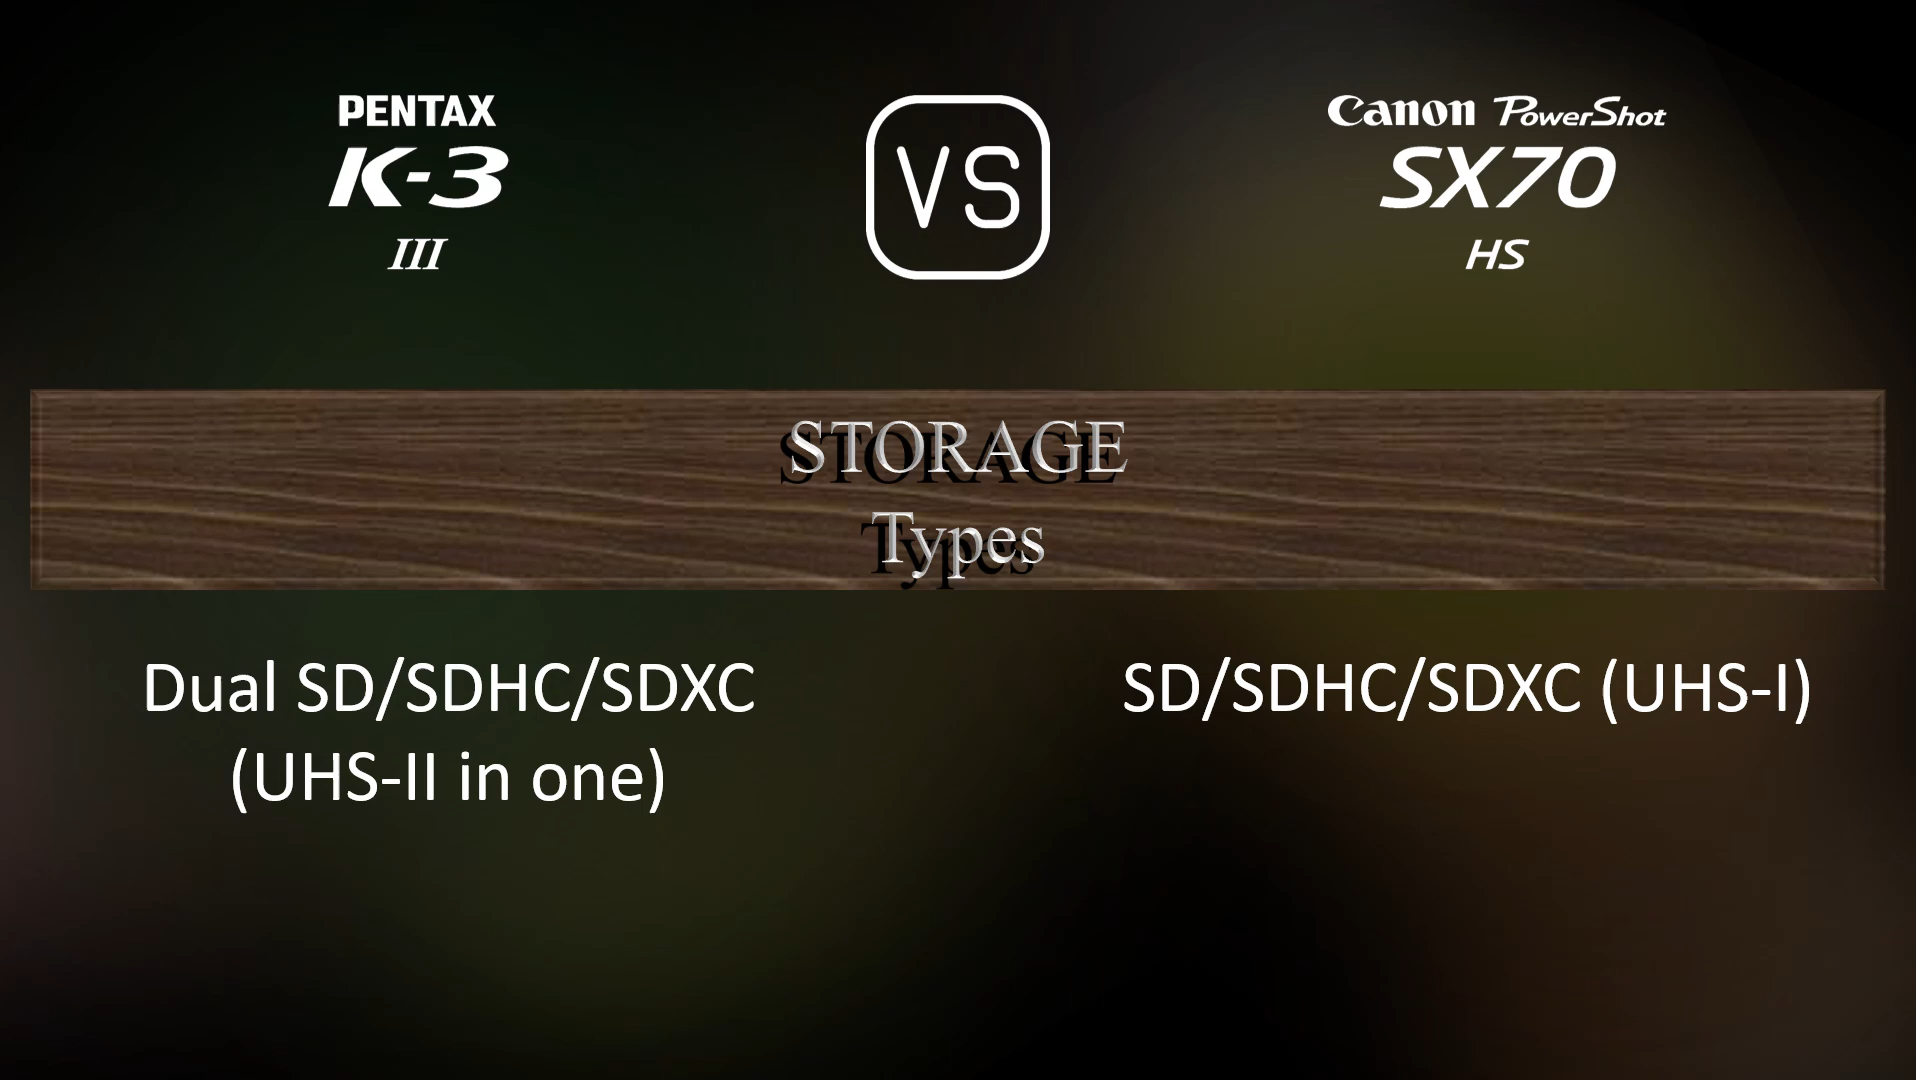 PENTAX
K-3
III
VS
Canon PowerShot
SX70
HS
STORAGE
Types
Dual SD/SDHC/SDXC
(UHS-II in one)
SD/SDHC/SDXC (UHS-I)